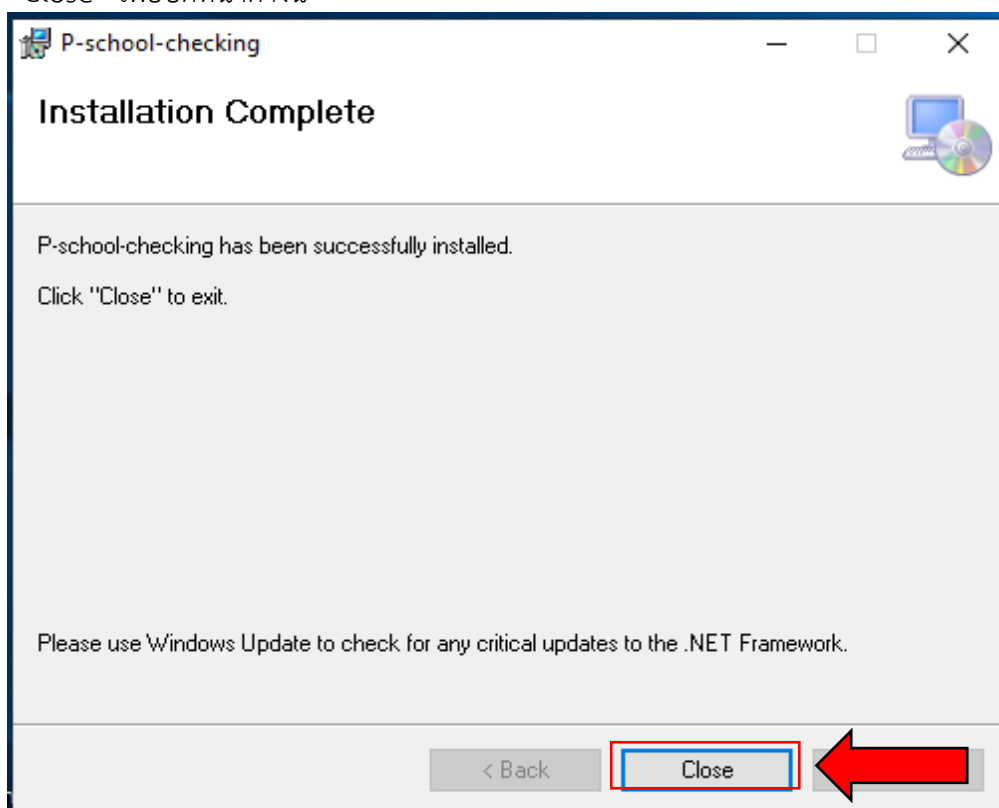 P-school-checking
Installation Complete
P-school-checking has been successfully installed.
Click "Close" to exit.
Please use Windows Update to check for any critical updates to the .NET Framework.
< Back
Close